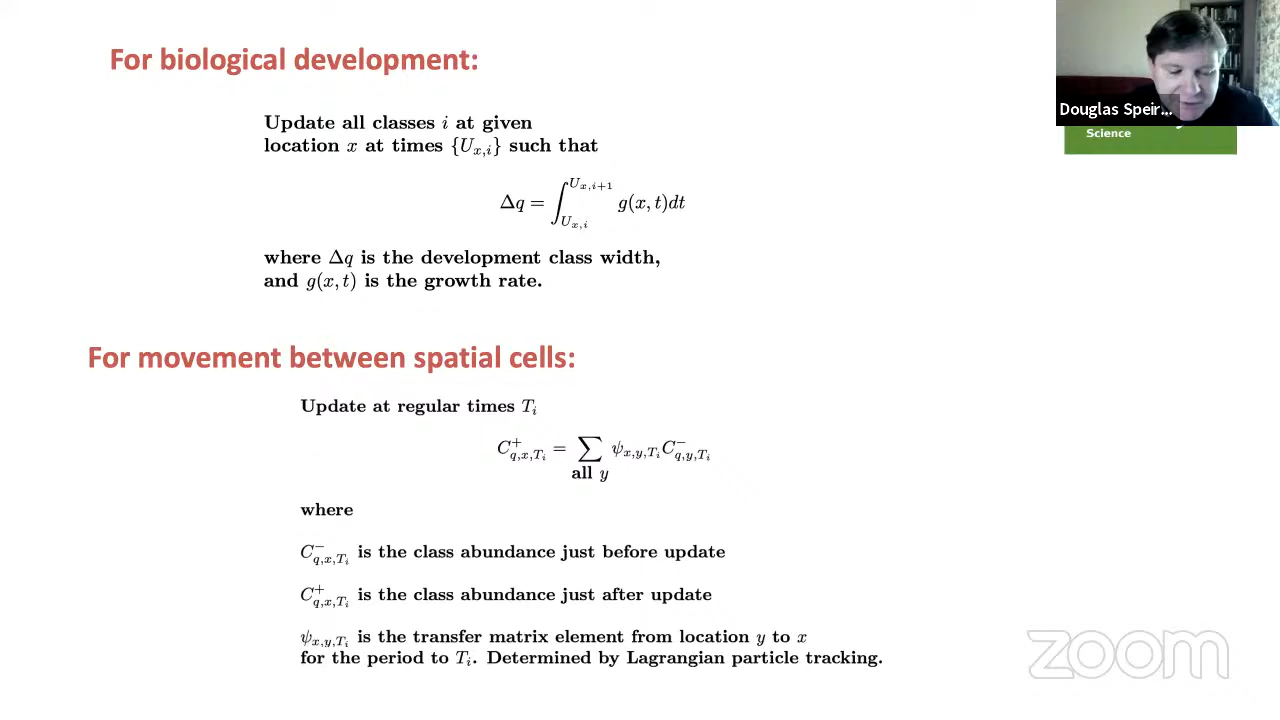 For biological development:
Update all classes i at given
location x at times {U_{x,i}} such that
Δq = ∫_{U_{x,i}}^{U_{x,i+1}} g(x,t)dt
where Δq is the development class width,
and g(x,t) is the growth rate.
For movement between spatial cells:
Update at regular times T_i
C^+_{q,x,T_i} = ∑_{all y} ψ_{x,y,T_i} C^-_{q,y,T_i}
where
C^-_{q,x,T_i} is the class abundance just before update
C^+_{q,x,T_i} is the class abundance just after update
ψ_{x,y,T_i} is the transfer matrix element from location y to x
for the period to T_i. Determined by Lagrangian particle tracking.
Douglas Speir...
Science
zoom